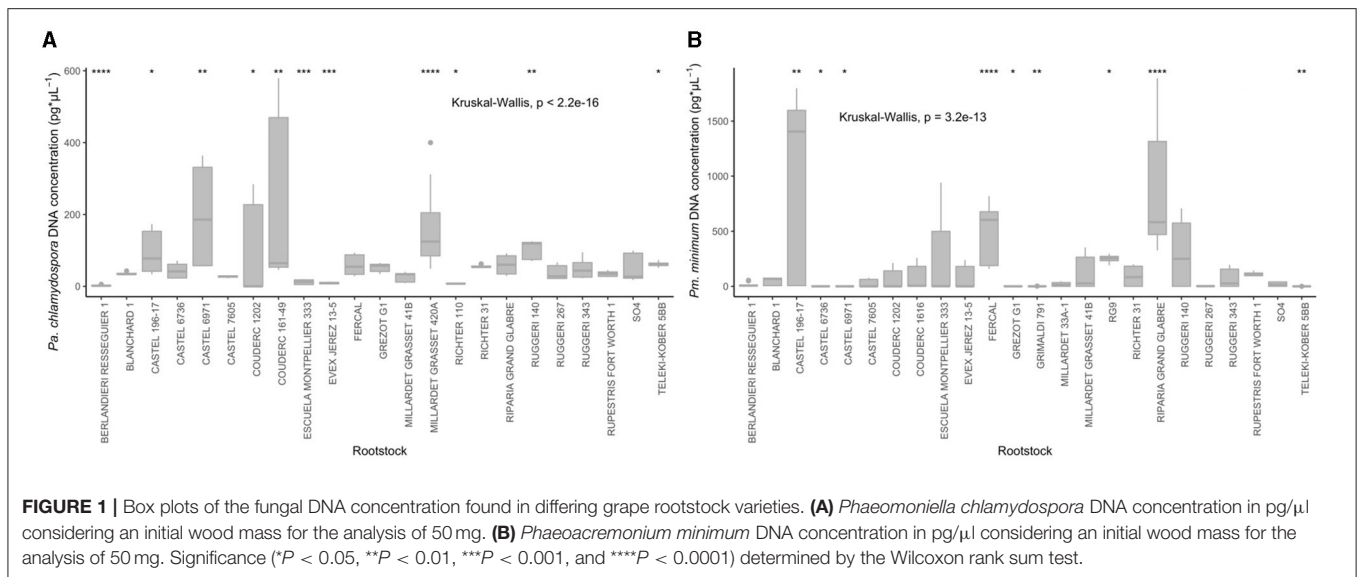 A
Pa. chlamydospora DNA concentration (pg*µL−1)
600
400
200
0
**** * ** * ** *** *** **** * ** *
Kruskal-Wallis, p < 2.2e-16
BERLANDIERI RESSEGUIER 1
BLANCHARD 1
CASTEL 196-17
CASTEL 6736
CASTEL 6971
CASTEL 7605
COUDERC 1202
COUDERC 161-49
ESCUELA MONTPELLIER 333
EVEX JEREZ 13-5
FERCAL
GREZOT G1
MILLARDET GRASSET 41B
MILLARDET GRASSET 420A
RICHTER 110
RICHTER 31
RIPARIA GRAND GLABRE
RUGGERI 140
RUGGERI 267
RUGGERI 343
RUPESTRIS FORT WORTH 1
SO4
TELEKI-KOBER 5BB
Rootstock
B
Pm. minimum DNA concentration (pg*µL−1)
1500
1000
500
0
** * * **** * ** * **** **
Kruskal-Wallis, p = 3.2e-13
BERLANDIERI RESSEGUIER 1
BLANCHARD 1
CASTEL 196-17
CASTEL 6736
CASTEL 6971
CASTEL 7605
COUDERC 1202
COUDERC 1616
ESCUELA MONTPELLIER 333
EVEX JEREZ 13-5
FERCAL
GREZOT G1
GRIMALDI 791
MILLARDET 33A-1
MILLARDET GRASSET 41B
RG9
RICHTER 31
RIPARIA GRAND GLABRE
RUGGERI 140
RUGGERI 267
RUGGERI 343
RUPESTRIS FORT WORTH 1
SO4
TELEKI-KOBER 5BB
Rootstock
FIGURE 1 | Box plots of the fungal DNA concentration found in differing grape rootstock varieties. (A) Phaeomoniella chlamydospora DNA concentration in pg/µl
considering an initial wood mass for the analysis of 50 mg. (B) Phaeoacremonium minimum DNA concentration in pg/µl considering an initial wood mass for the
analysis of 50 mg. Significance (*P < 0.05, **P < 0.01, ***P < 0.001, and ****P < 0.0001) determined by the Wilcoxon rank sum test.